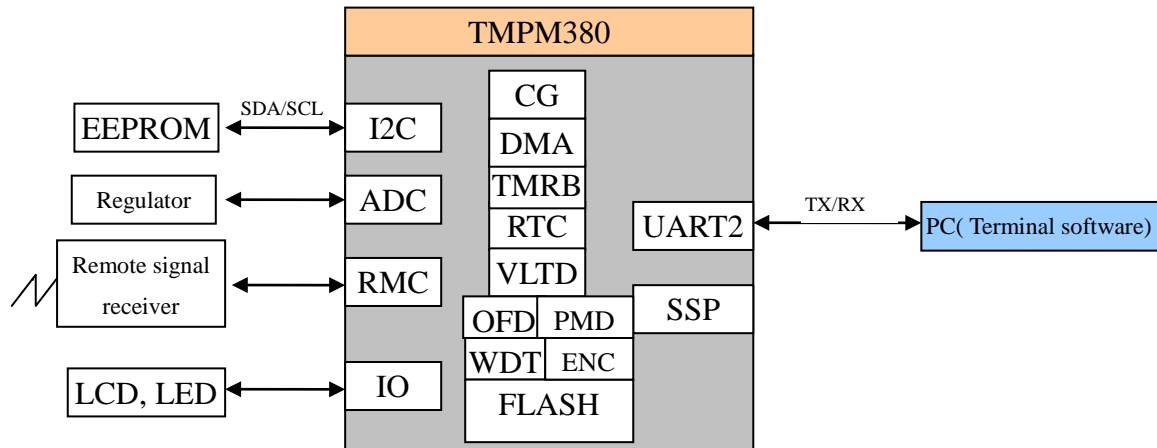 TMPM380
EEPROM
SDA/SCL
I2C
Regulator
ADC
Remote signal
receiver
RMC
LCD, LED
IO
CG
DMA
TMRB
RTC
VLTD
OFD
PMD
WDT
ENC
FLASH
UART2
SSP
TX/RX
PC( Terminal software)